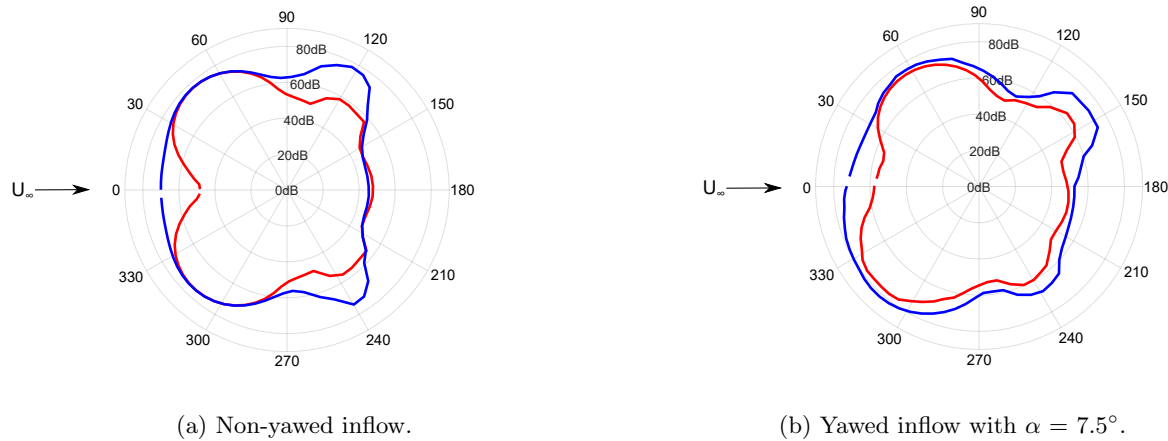 90
60
120
80dB
60dB
30
150
40dB
20dB
U∞
0
0dB
180
330
210
300
240
270
(a) Non-yawed inflow.
90
60
120
80dB
60dB
30
150
40dB
20dB
U∞
0
0dB
180
330
210
300
240
270
(b) Yawed inflow with α = 7.5°.